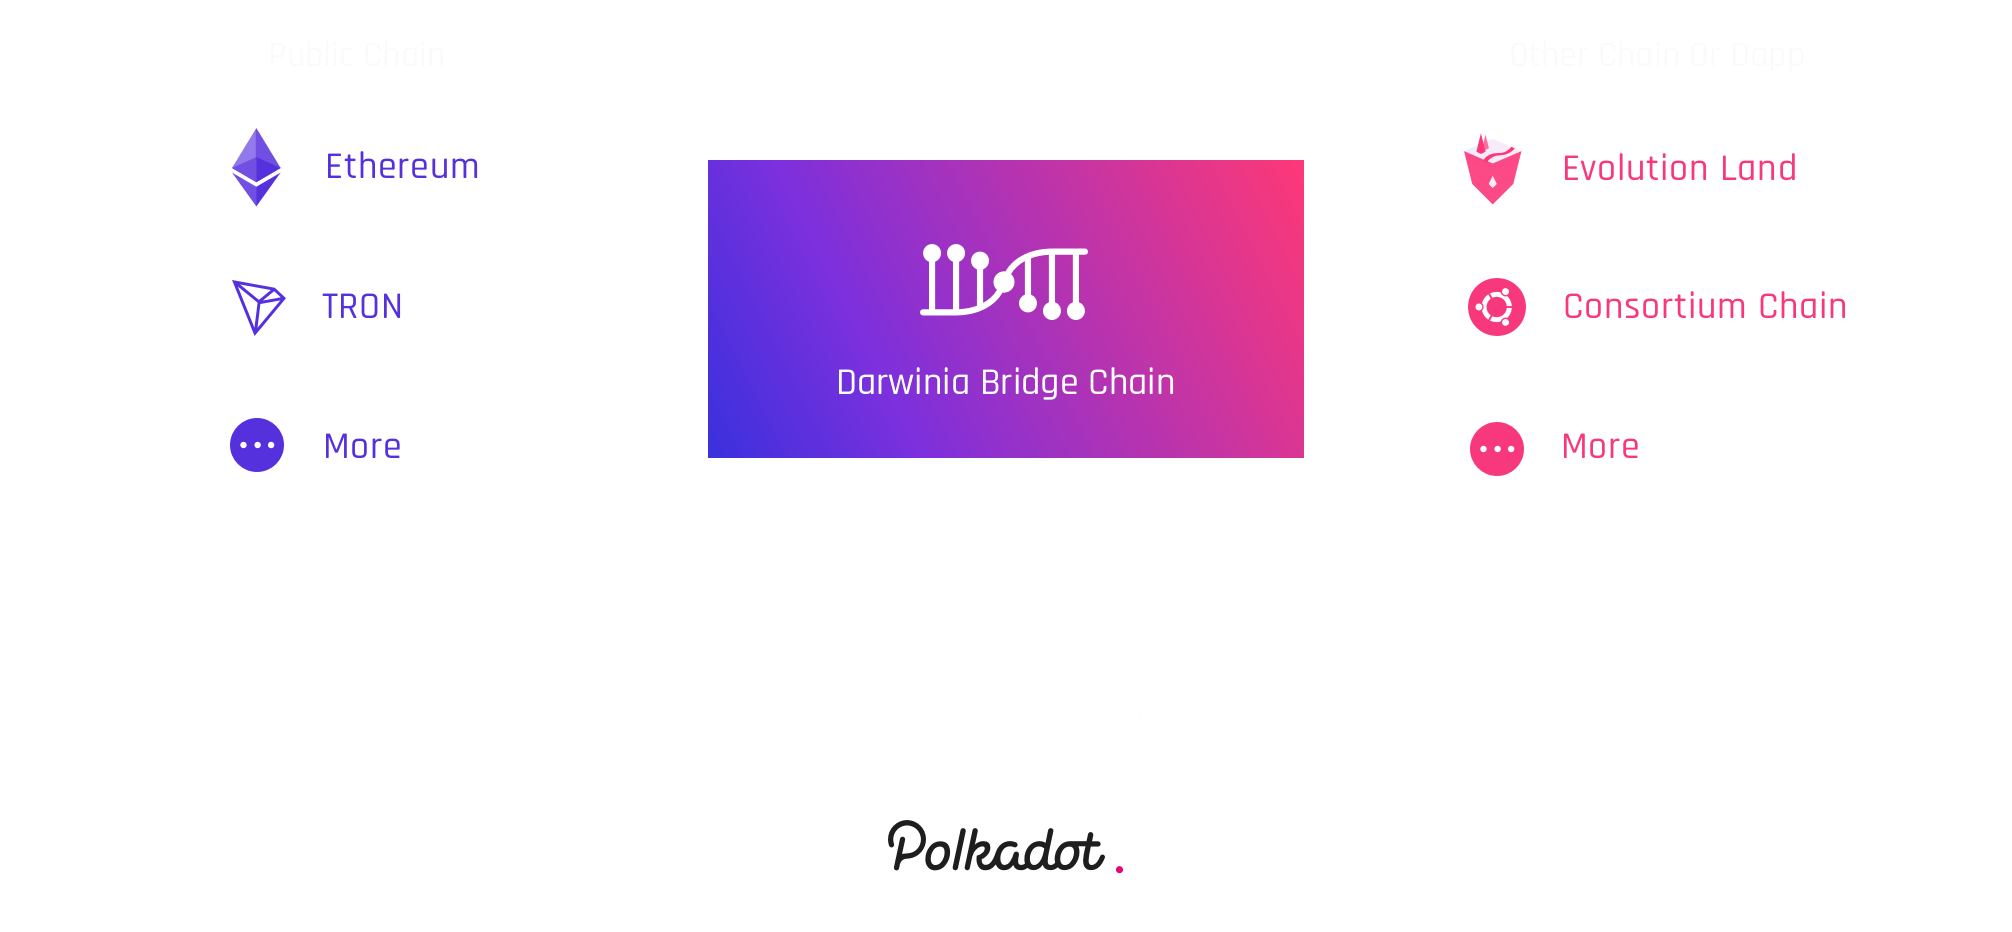 Public Chain
Other Chain Or Dapp
Ethereum
TRON
More
Darwinia Bridge Chain
Evolution Land
Consortium Chain
More
Polkadot.